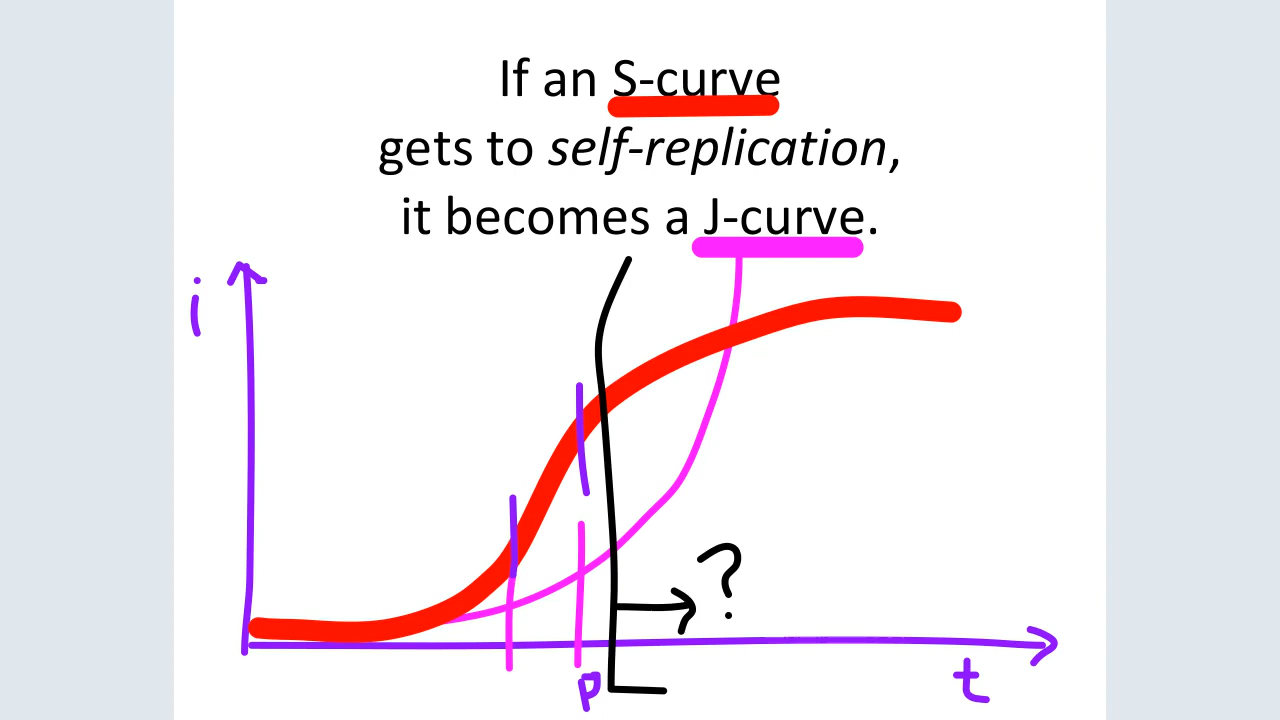 If an S-curve
gets to self-replication,
it becomes a J-curve.
i
?
p
t